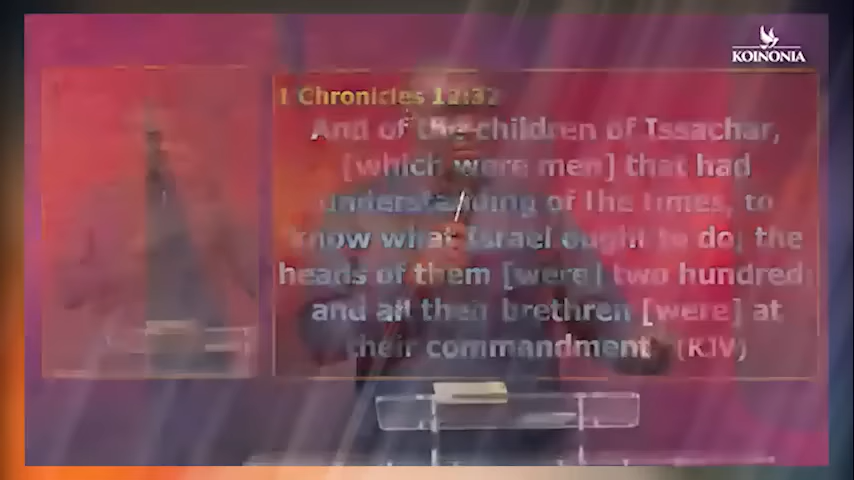 KOINONIA
I Chronicles 12:32
And of the children of Issachar,
[which were men] that had
understanding of the times, to
know what Israel ought to do; the
heads of them [were] two hundred;
and all their brethren [were] at
their commandment. (KJV)